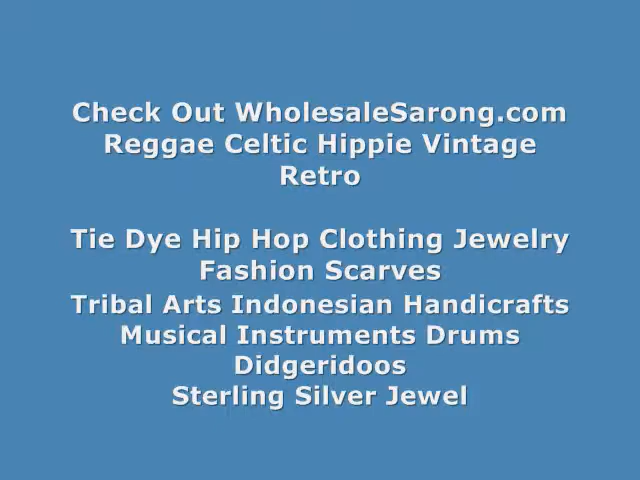 Check Out WholesaleSarong.com
Reggae Celtic Hippie Vintage
Retro
Tie Dye Hip Hop Clothing Jewelry
Fashion Scarves
Tribal Arts Indonesian Handicrafts
Musical Instruments Drums
Didgeridoos
Sterling Silver Jewel